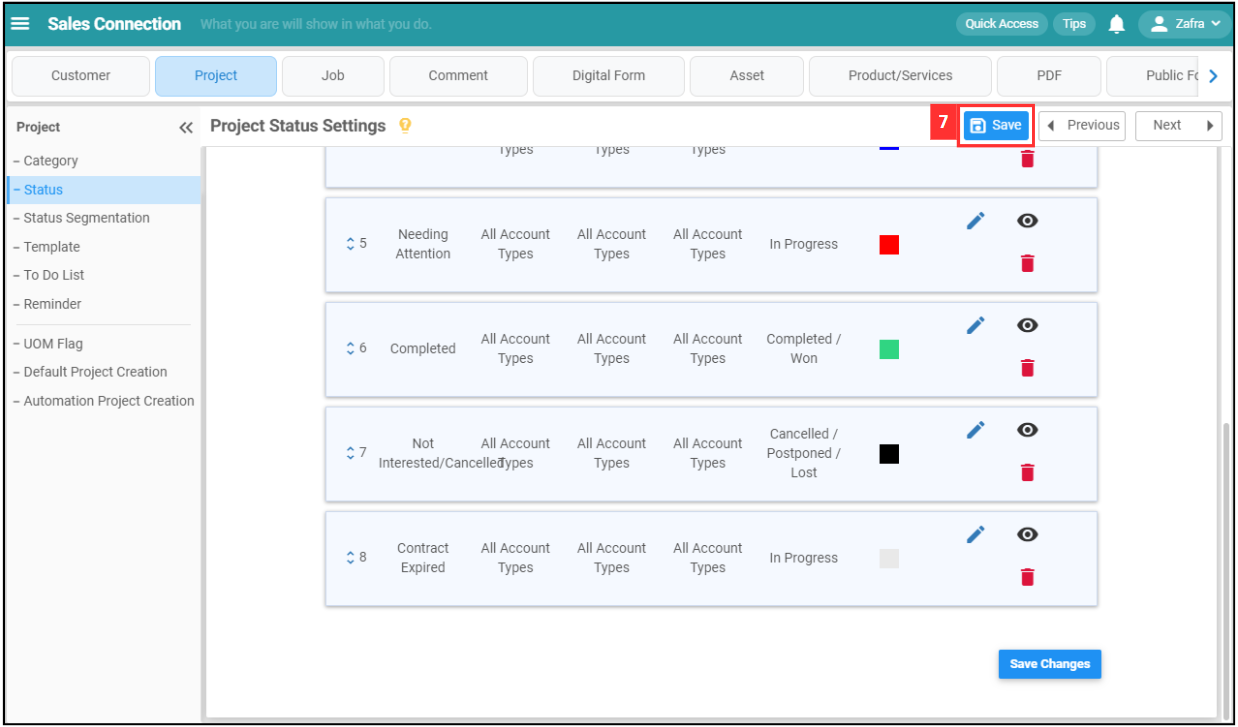 Sales Connection What you are will show in what you do. Quick Access Tips Zafra
Customer Project Job Comment Digital Form Asset Product/Services PDF Public Fo
Project Project Status Settings 7 Save Previous Next
– Category
– Status
– Status Segmentation
– Template
– To Do List
– Reminder
– UOM Flag
– Default Project Creation
– Automation Project Creation
Types Types Types
5 Needing Attention All Account Types All Account Types All Account Types In Progress
6 Completed All Account Types All Account Types All Account Types Completed / Won
7 Not Interested/Cancelled All Account Types All Account Types All Account Types Cancelled / Postponed / Lost
8 Contract Expired All Account Types All Account Types All Account Types In Progress
Save Changes